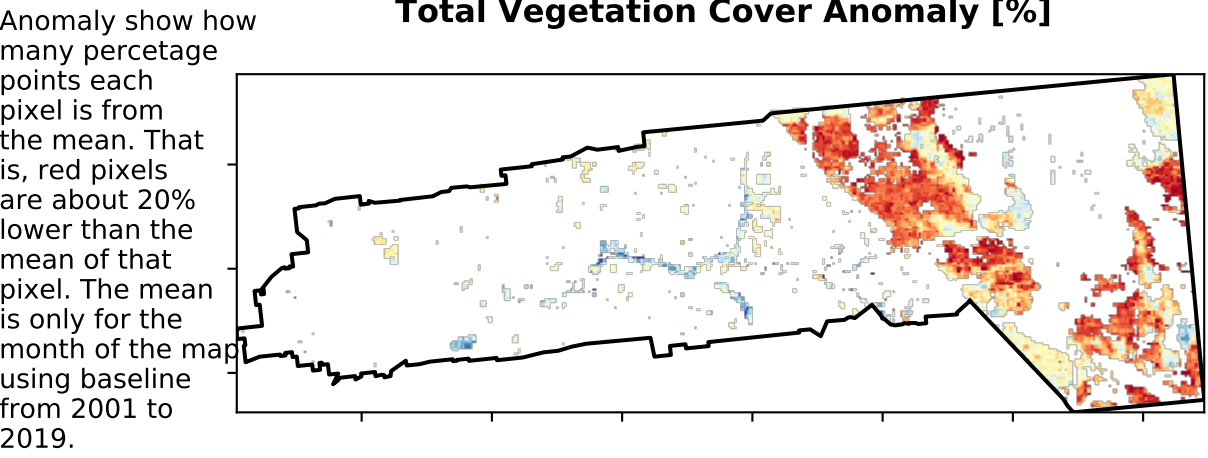 Total Vegetation Cover Anomaly [%]
Anomaly show how
many percetage
points each
pixel is from
the mean. That
is, red pixels
are about 20%
lower than the
mean of that
pixel. The mean
is only for the
month of the map
using baseline
from 2001 to
2019.